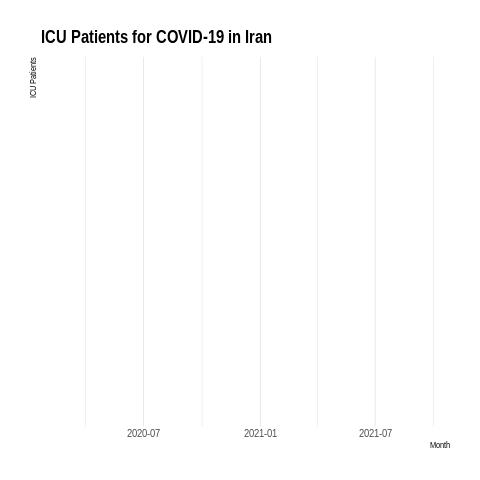 ICU Patients for COVID-19 in Iran
ICU Patients
2020-07
2021-01
2021-07
Month